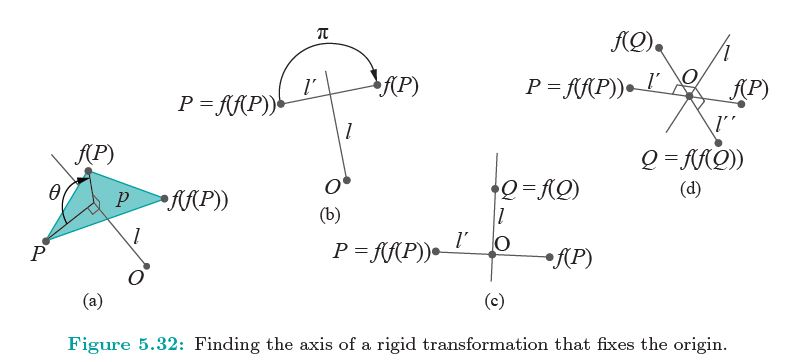 f(P)
θ
p
f(f(P))
P
l
O
(a)
π
P = f(f(P))
l′
f(P)
l
O
(b)
Q = f(Q)
l
P = f(f(P))
l′
O
f(P)
(c)
f(Q)
l
P = f(f(P))
l′
O
f(P)
l′′
Q = f(f(Q))
(d)
Figure 5.32: Finding the axis of a rigid transformation that fixes the origin.